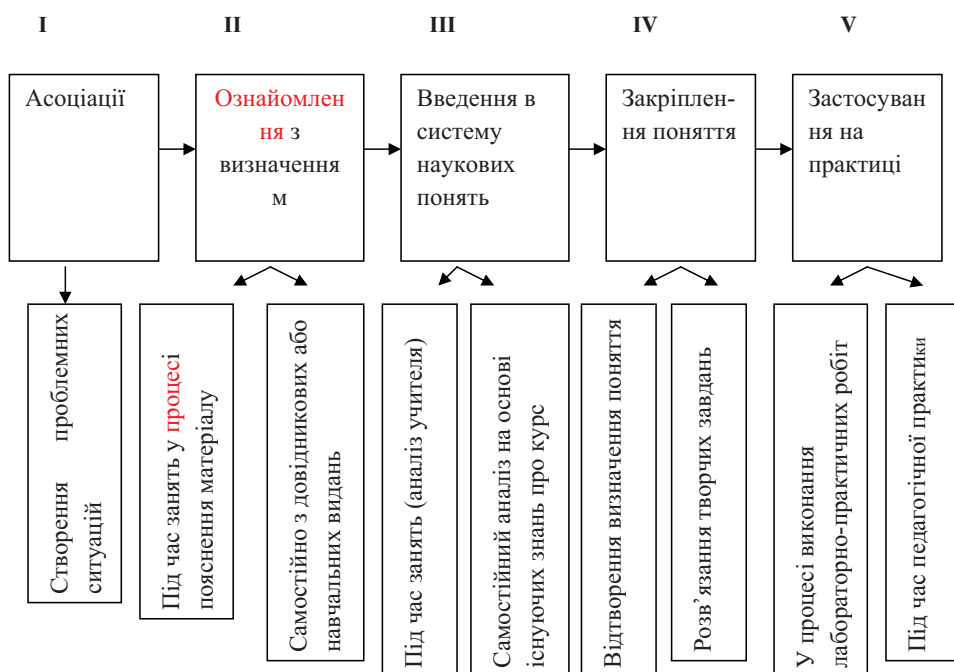 I
II
III
IV
V
Асоціації
Ознайомлен
ня з
визначення
м
Введення в
систему
наукових
понять
Закріплен-
ня поняття
Застосуван
ня на
практиці
Створення проблемних
ситуацій
Під час занять у процесі
пояснення матеріалу
Самостійно з довідникових або
навчальних видань
Під час занять (аналіз учителя)
Самостійний аналіз на основі
існуючих знань про курс
Відтворення визначення поняття
Розв’язання творчих завдань
У процесі виконання
лабораторно-практичних робіт
Під час педагогічної практики